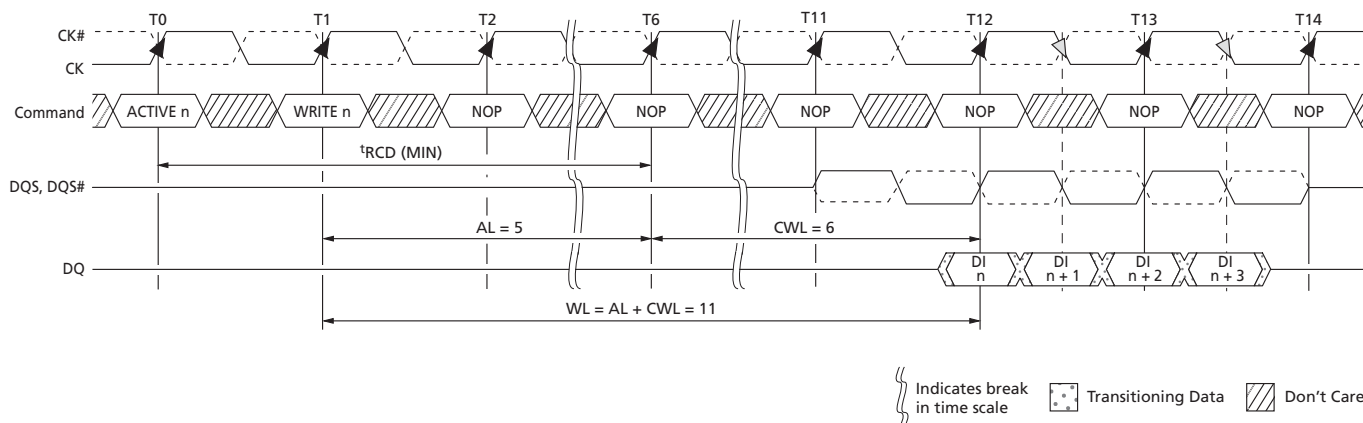 T0 T1 T2 T6 T11 T12 T13 T14
CK#
CK
Command ACTIVE n WRITE n NOP NOP NOP NOP NOP NOP
tRCD (MIN)
DQS, DQS#
AL = 5 CWL = 6
DQ DI n DI n + 1 DI n + 2 DI n + 3
WL = AL + CWL = 11
Indicates break
in time scale
Transitioning Data
Don't Care